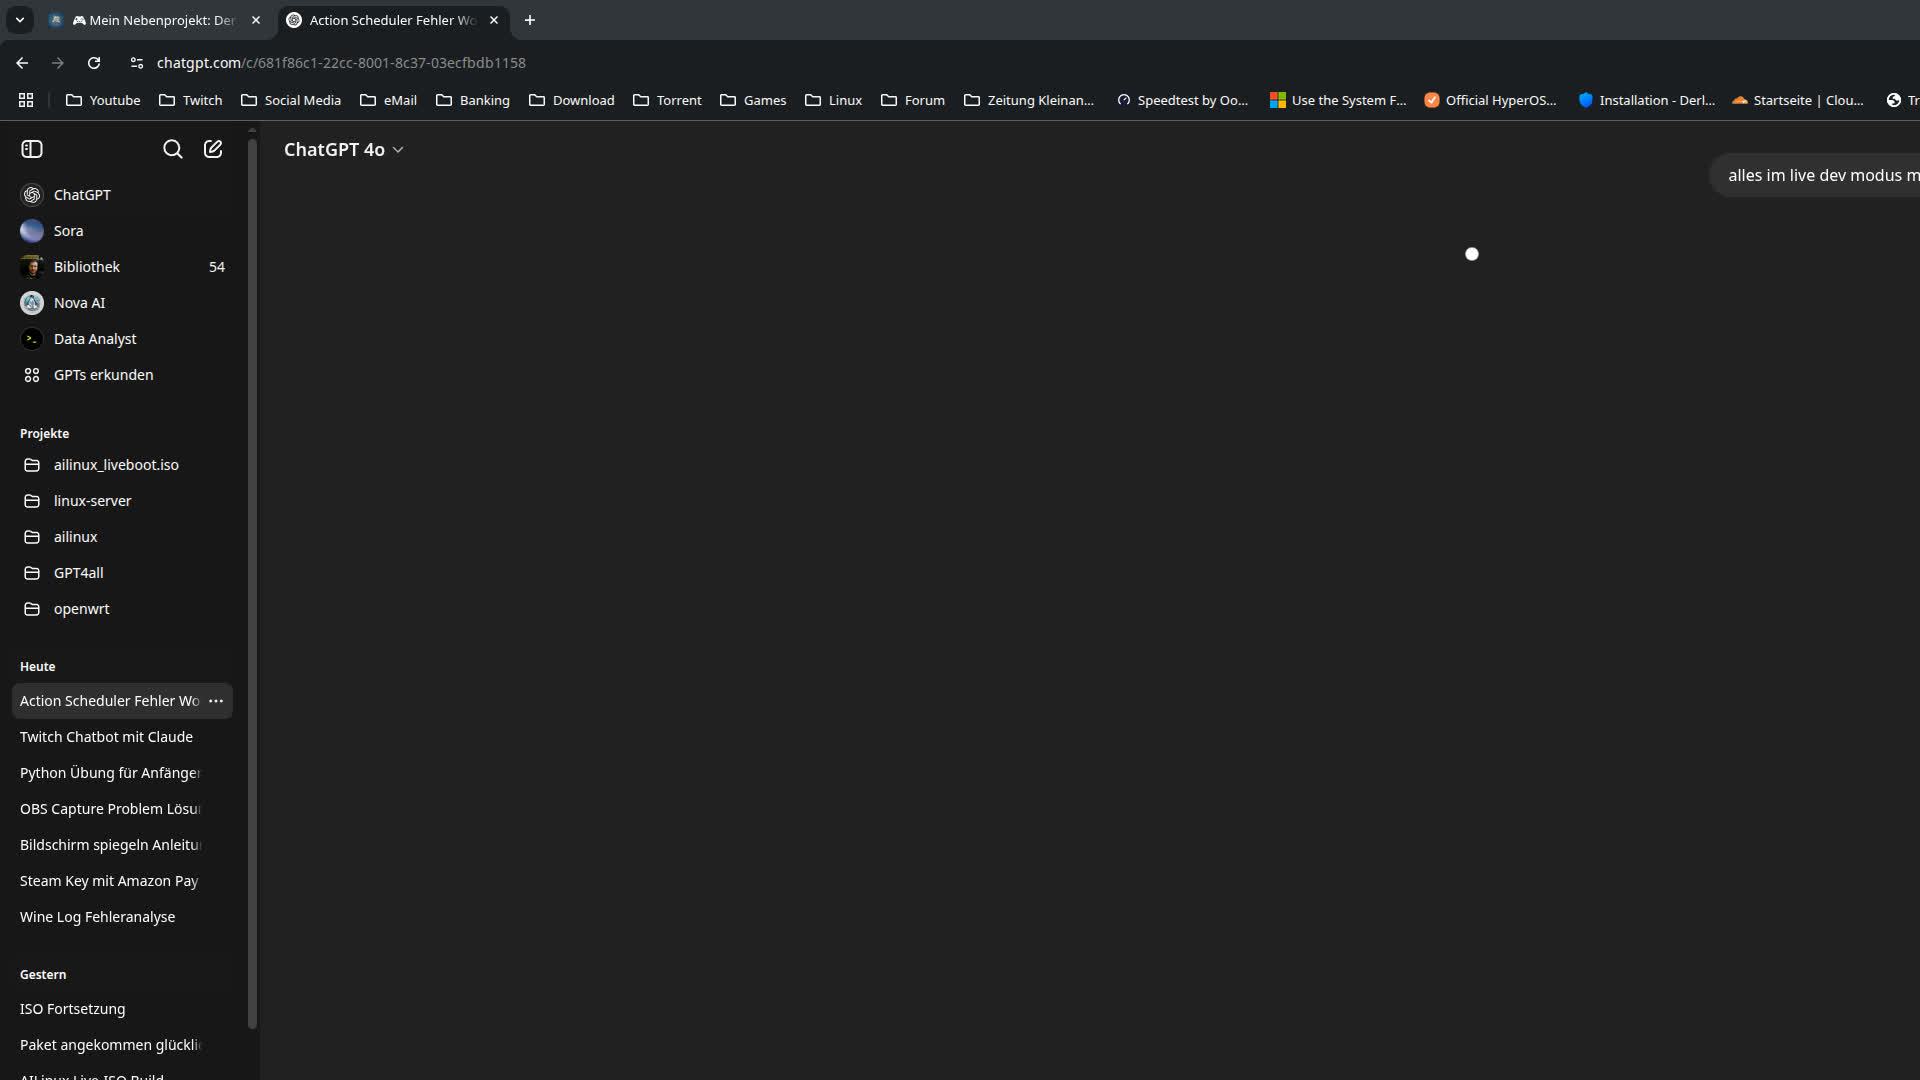 🎮 Mein Nebenprojekt: Der
Action Scheduler Fehler Wo
chatgpt.com/c/681f86c1-22cc-8001-8c37-03ecfbdb1158
Youtube
Twitch
Social Media
eMail
Banking
Download
Torrent
Games
Linux
Forum
Zeitung Kleinan...
Speedtest by Oo...
Use the System F...
Official HyperOS...
Installation - Derl...
Startseite | Clou...
Tr
ChatGPT 4o
alles im live dev modus m
ChatGPT
Sora
Bibliothek 54
Nova AI
Data Analyst
GPTs erkunden
Projekte
ailinux_liveboot.iso
linux-server
ailinux
GPT4all
openwrt
Heute
Action Scheduler Fehler Wo
Twitch Chatbot mit Claude
Python Übung für Anfänger
OBS Capture Problem Lösu
Bildschirm spiegeln Anleitu
Steam Key mit Amazon Pay
Wine Log Fehleranalyse
Gestern
ISO Fortsetzung
Paket angekommen glückli
AILinux Live ISO Build